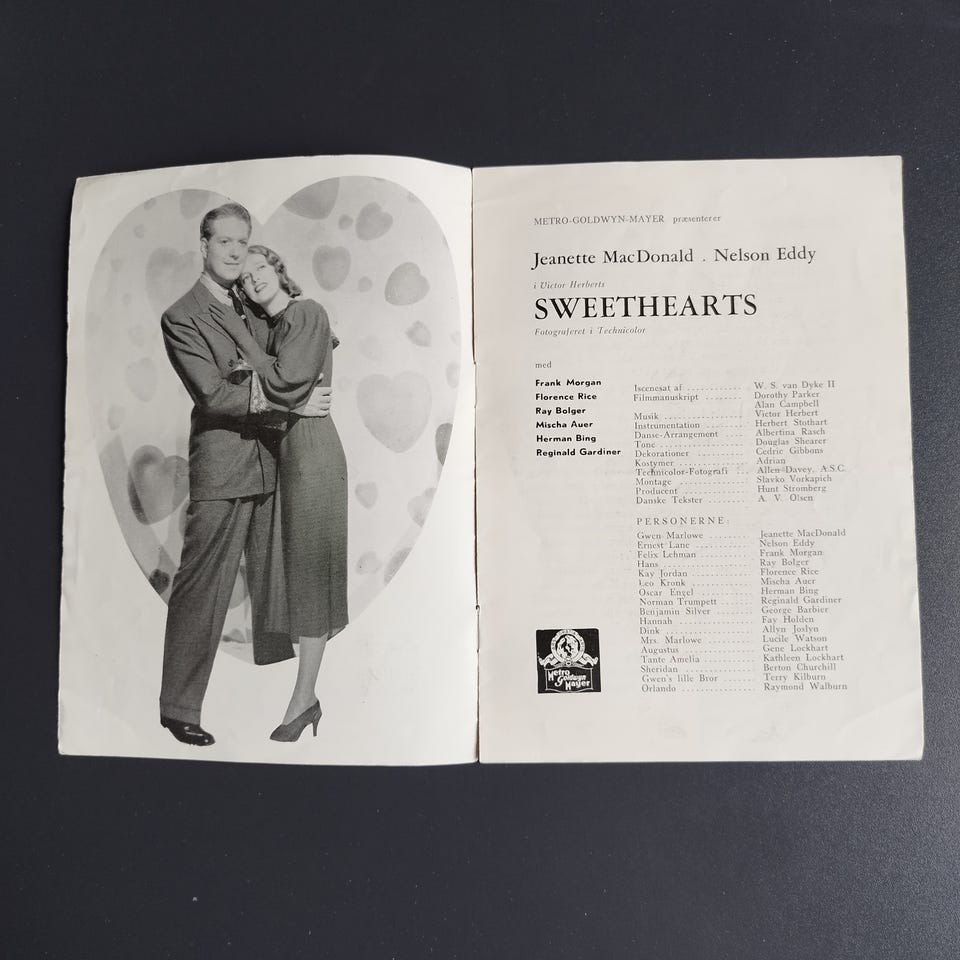 METRO-GOLDWYN-MAYER præsenterer
Jeanette MacDonald . Nelson Eddy
i Victor Herberts
SWEETHEARTS
Fotograferet i Technicolor
med
Frank Morgan
Florence Rice
Ray Bolger
Mischa Auer
Herman Bing
Reginald Gardiner
Iscenesat af ............ W. S. van Dyke II
Filmmanuskript ........ Dorothy Parker
Alan Campbell
Musik ................. Victor Herbert
Instrumentation ........ Herbert Stothart
Danse-Arrangement .... Albertina Rasch
Tone .................. Douglas Shearer
Dekorationer .......... Cedric Gibbons
Kostymer .............. Adrian
Technicolor-Fotografi ... Allen Davey, A.S.C.
Montage ............... Slavko Vorkapich
Producent ............. Hunt Stromberg
Danske Tekster ........ A. V. Olsen
PERSONERNE:
Gwen Marlowe .......... Jeanette MacDonald
Ernest Lane ........... Nelson Eddy
Felix Lehman .......... Frank Morgan
Hans .................. Ray Bolger
Kay Jordan ............ Florence Rice
Leo Kronk ............. Mischa Auer
Oscar Engel ........... Herman Bing
Norman Trumpett ....... Reginald Gardiner
Benjamin Silver ....... George Barbier
Hannah ................ Fay Holden
Dink .................. Allyn Joslyn
Mrs. Marlowe .......... Lucile Watson
Augustus .............. Gene Lockhart
Tante Amelia .......... Kathleen Lockhart
Sheridan .............. Berton Churchill
Gwen's lille Bror ...... Terry Kilburn
Orlando ............... Raymond Walburn
Metro
Goldwyn
Mayer